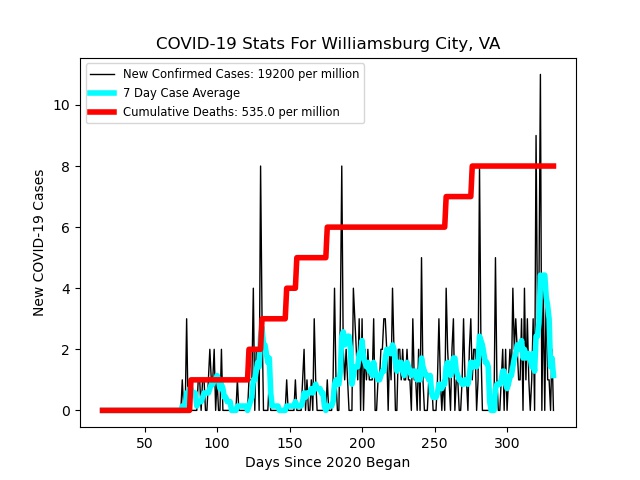 COVID-19 Stats For Williamsburg City, VA
New Confirmed Cases: 19200 per million
7 Day Case Average
Cumulative Deaths: 535.0 per million
New COVID-19 Cases
10
8
6
4
2
0
50 100 150 200 250 300
Days Since 2020 Began